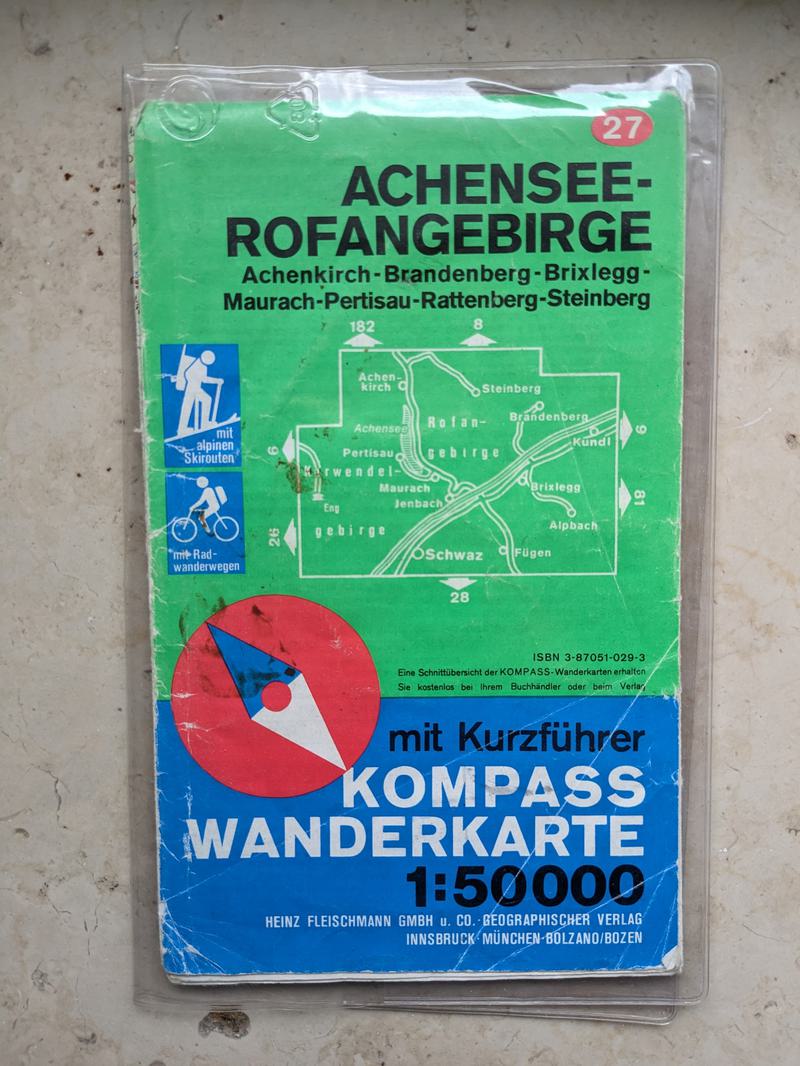 27
ACHENSEE-
ROFANGEBIRGE
Achenkirch-Brandenberg-Brixlegg-
Maurach-Pertisau-Rattenberg-Steinberg
182
8
Achen-
kirch
Steinberg
Brandenberg
Achensee
Rofan-
gebirge
Kundl
9
6
Pertisau
Karwendel-
gebirge
Maurach
Jenbach
Brixlegg
81
Eng
Alpbach
26
Schwaz
Fügen
28
mit
alpinen
Skirouten
mit Rad-
wanderwegen
ISBN 3-87051-029-3
Eine Schnittübersicht der KOMPASS-Wanderkarten erhalten
Sie kostenlos bei Ihrem Buchhändler oder beim Verlag
mit Kurzführer
KOMPASS
WANDERKARTE
1:50000
HEINZ FLEISCHMANN GMBH u. CO.·GEOGRAPHISCHER VERLAG
INNSBRUCK·MÜNCHEN·BOLZANO/BOZEN